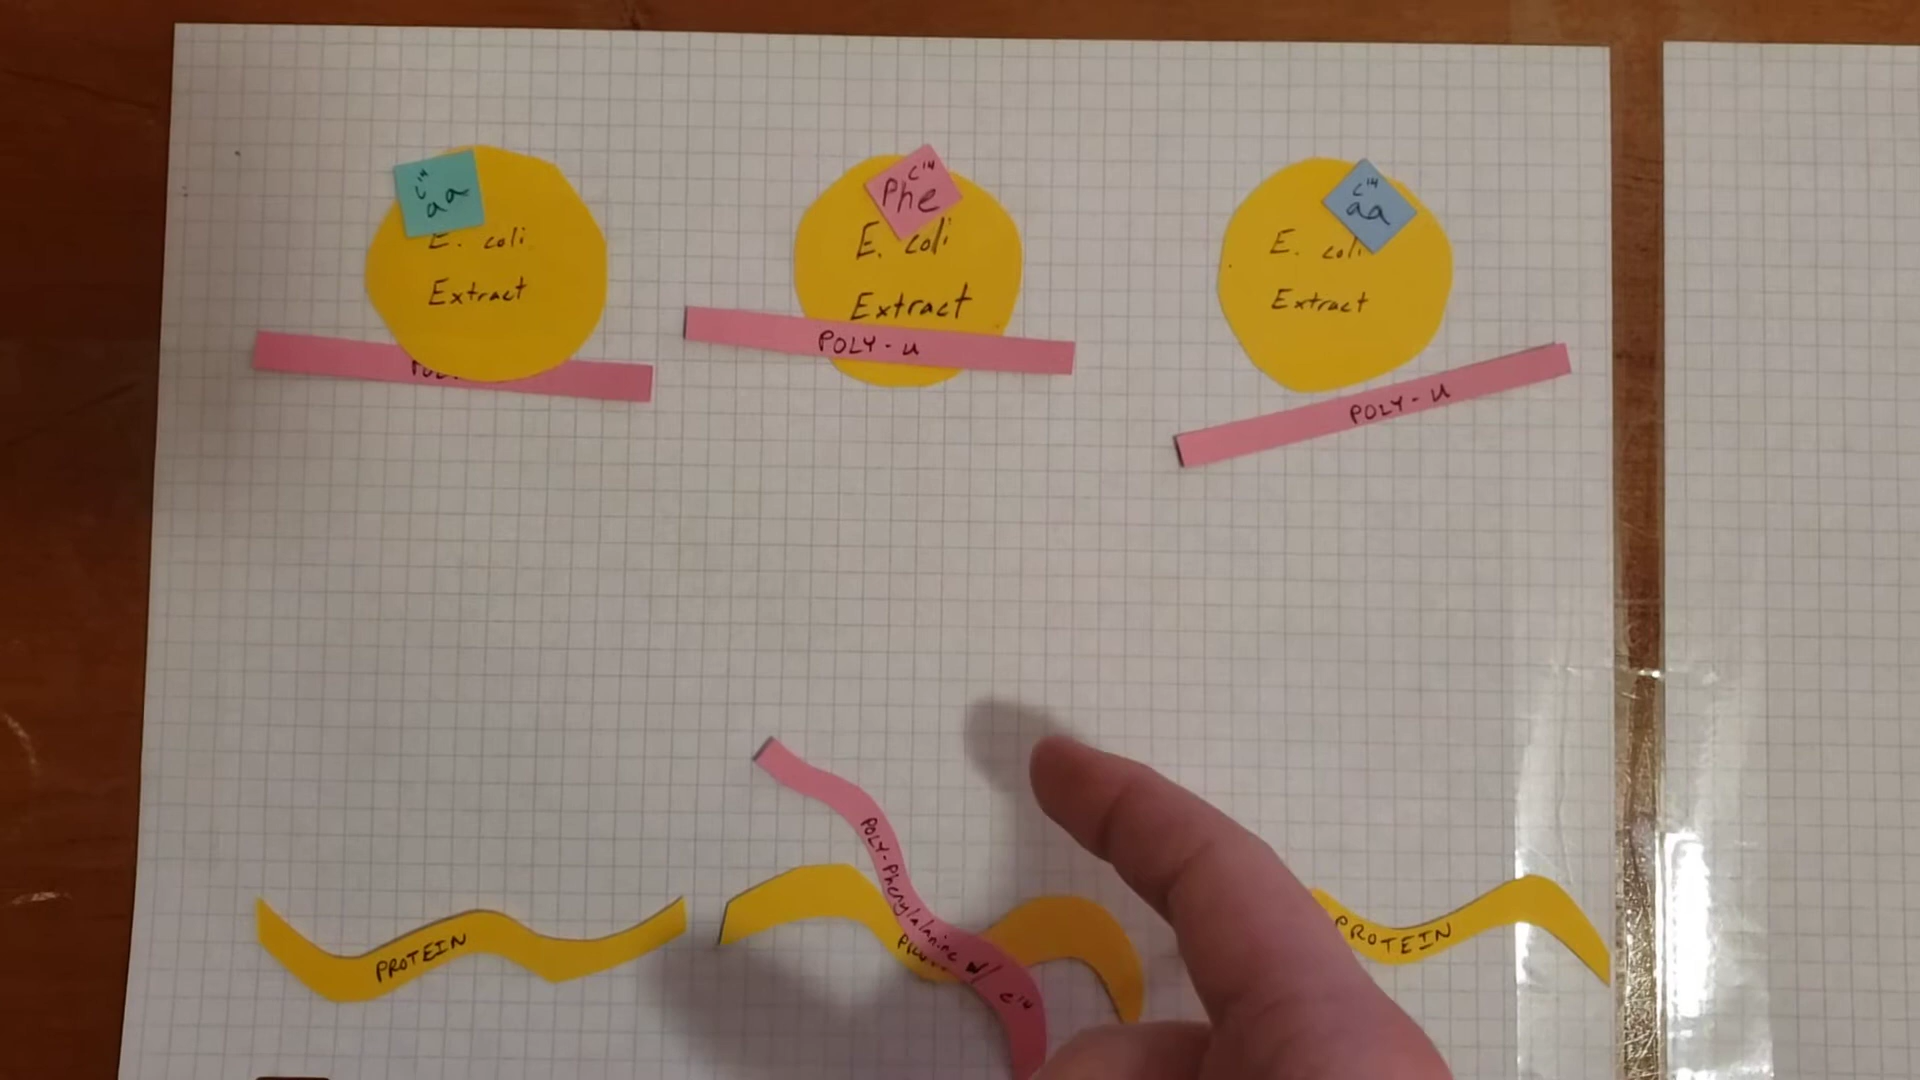 C14
aa
E. coli
Extract
C14
Phe
E. coli
Extract
POLY-U
C14
aa
E. coli
Extract
POLY-U
POLY-Phenylalanine w/ C14
PROTEIN
PROTEIN